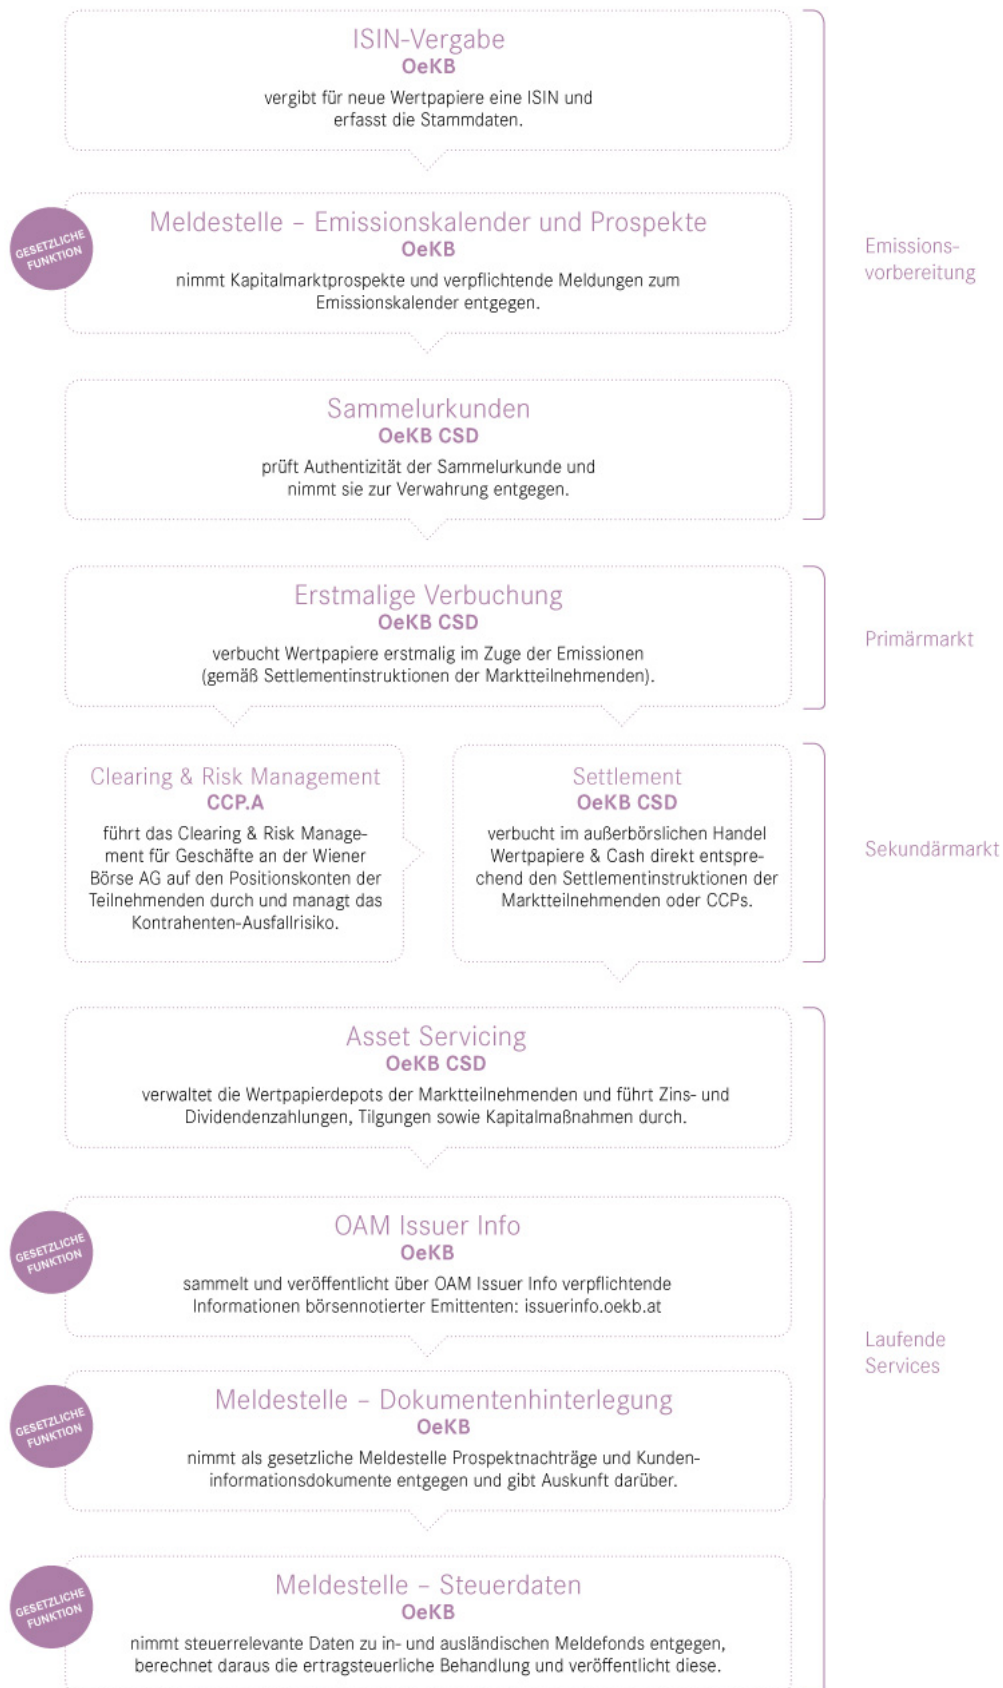 ISIN-Vergabe
OeKB
vergibt für neue Wertpapiere eine ISIN und
erfasst die Stammdaten.
GESETZLICHE
FUNKTION
Meldestelle – Emissionskalender und Prospekte
OeKB
nimmt Kapitalmarktprospekte und verpflichtende Meldungen zum
Emissionskalender entgegen.
Sammelurkunden
OeKB CSD
prüft Authentizität der Sammelurkunde und
nimmt sie zur Verwahrung entgegen.
Emissions-
vorbereitung
Erstmalige Verbuchung
OeKB CSD
verbucht Wertpapiere erstmalig im Zuge der Emissionen
(gemäß Settlementinstruktionen der Marktteilnehmenden).
Primärmarkt
Clearing & Risk Management
CCP.A
führt das Clearing & Risk Manage-
ment für Geschäfte an der Wiener
Börse AG auf den Positionskonten der
Teilnehmenden durch und managt das
Kontrahenten-Ausfallrisiko.
Settlement
OeKB CSD
verbucht im außerbörslichen Handel
Wertpapiere & Cash direkt entspre-
chend den Settlementinstruktionen der
Marktteilnehmenden oder CCPs.
Sekundärmarkt
Asset Servicing
OeKB CSD
verwaltet die Wertpapierdepots der Marktteilnehmenden und führt Zins- und
Dividendenzahlungen, Tilgungen sowie Kapitalmaßnahmen durch.
GESETZLICHE
FUNKTION
OAM Issuer Info
OeKB
sammelt und veröffentlicht über OAM Issuer Info verpflichtende
Informationen börsennotierter Emittenten: issuerinfo.oekb.at
Laufende
Services
GESETZLICHE
FUNKTION
Meldestelle – Dokumentenhinterlegung
OeKB
nimmt als gesetzliche Meldestelle Prospektnachträge und Kunden-
informationsdokumente entgegen und gibt Auskunft darüber.
GESETZLICHE
FUNKTION
Meldestelle – Steuerdaten
OeKB
nimmt steuerrelevante Daten zu in- und ausländischen Meldefonds entgegen,
berechnet daraus die ertragsteuerliche Behandlung und veröffentlicht diese.